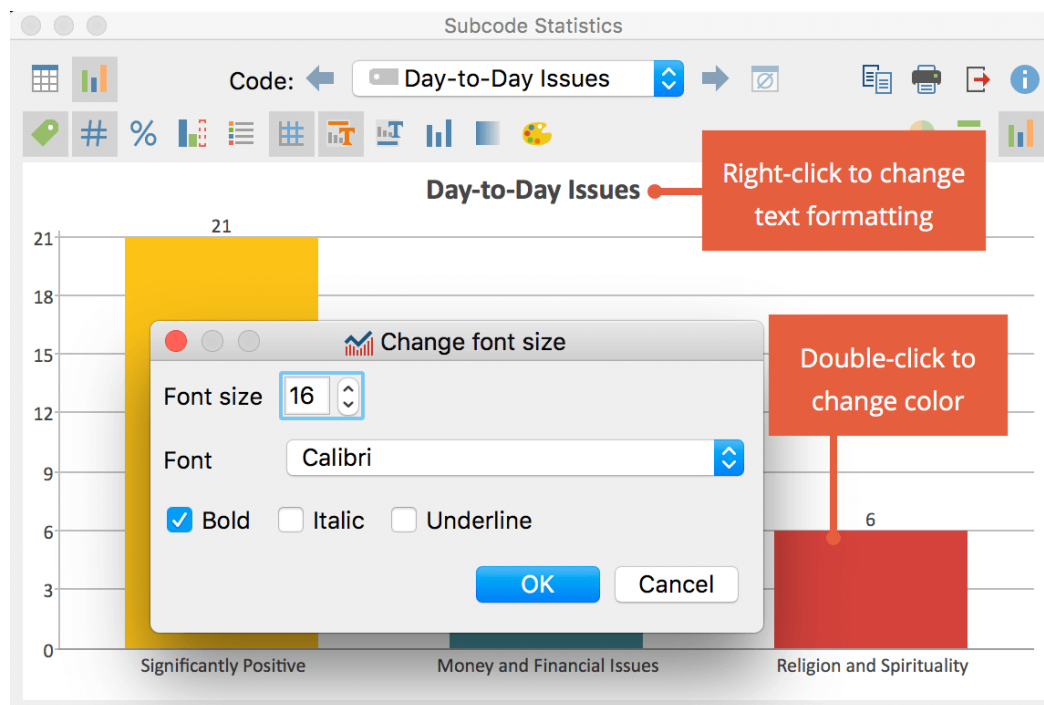 Subcode Statistics
Code:
Day-to-Day Issues
#
%
Day-to-Day Issues
Right-click to change
text formatting
21
21
18
15
12
9
6
3
0
Change font size
Font size
16
Font
Calibri
Bold
Italic
Underline
OK
Cancel
Double-click to
change color
6
Significantly Positive
Money and Financial Issues
Religion and Spirituality